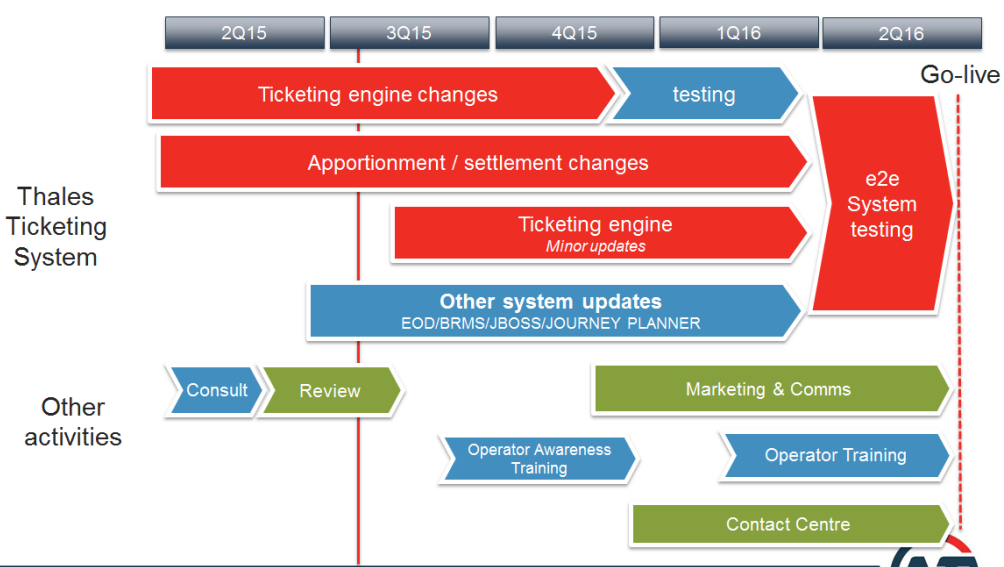 2Q15 3Q15 4Q15 1Q16 2Q16
Go-live
Ticketing engine changes
testing
Apportionment / settlement changes
e2e
System
testing
Thales
Ticketing
System
Ticketing engine
Minor updates
Other system updates
EOD/BRMS/JBOSS/JOURNEY PLANNER
Other
activities
Consult
Review
Marketing & Comms
Operator Awareness
Training
Operator Training
Contact Centre